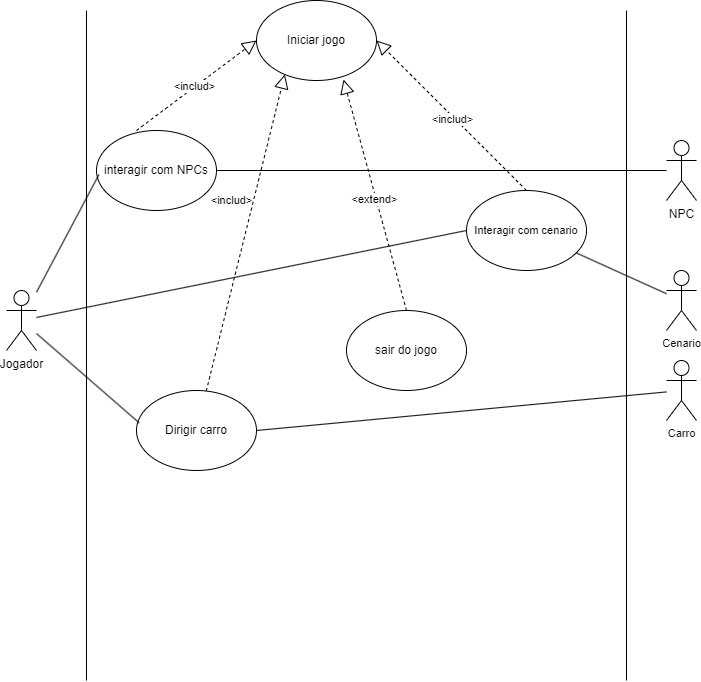 Iniciar jogo
<includ>
<includ>
interagir com NPCs
<includ>
<extend>
NPC
Interagir com cenario
Jogador
sair do jogo
Cenario
Dirigir carro
Carro